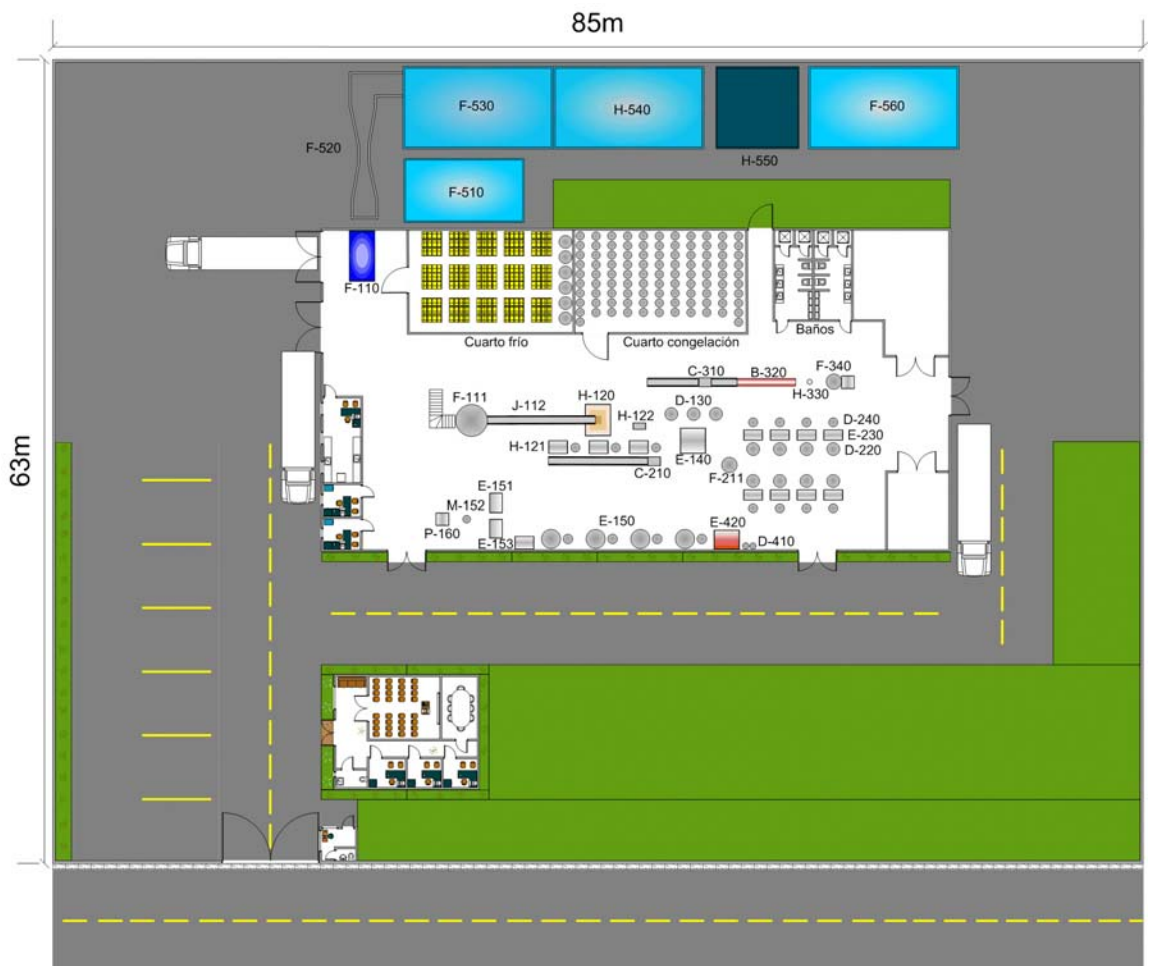 85m
63m
F-530
H-540
F-560
F-520
H-550
F-510
F-110
Cuarto frío
Cuarto congelación
Baños
C-310
B-320
F-340
H-330
F-111
J-112
H-120
H-122
D-130
D-240
E-230
D-220
H-121
E-140
C-210
F-211
E-151
M-152
P-160
E-153
E-150
E-420
D-410